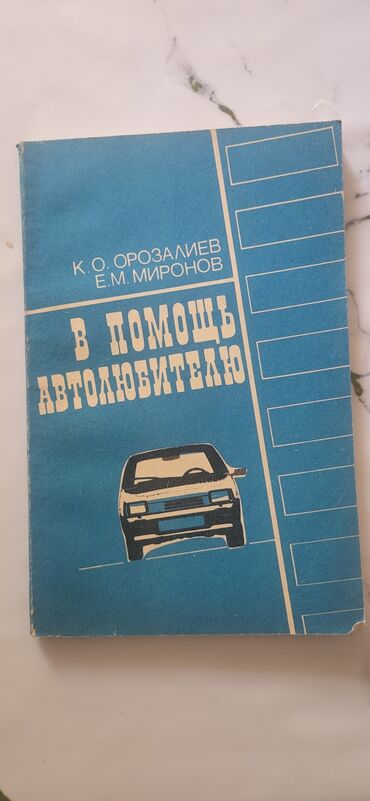 К. О. ОРОЗАЛИЕВ
Е. М. МИРОНОВ
В ПОМОЩЬ
АВТОЛЮБИТЕЛЮ